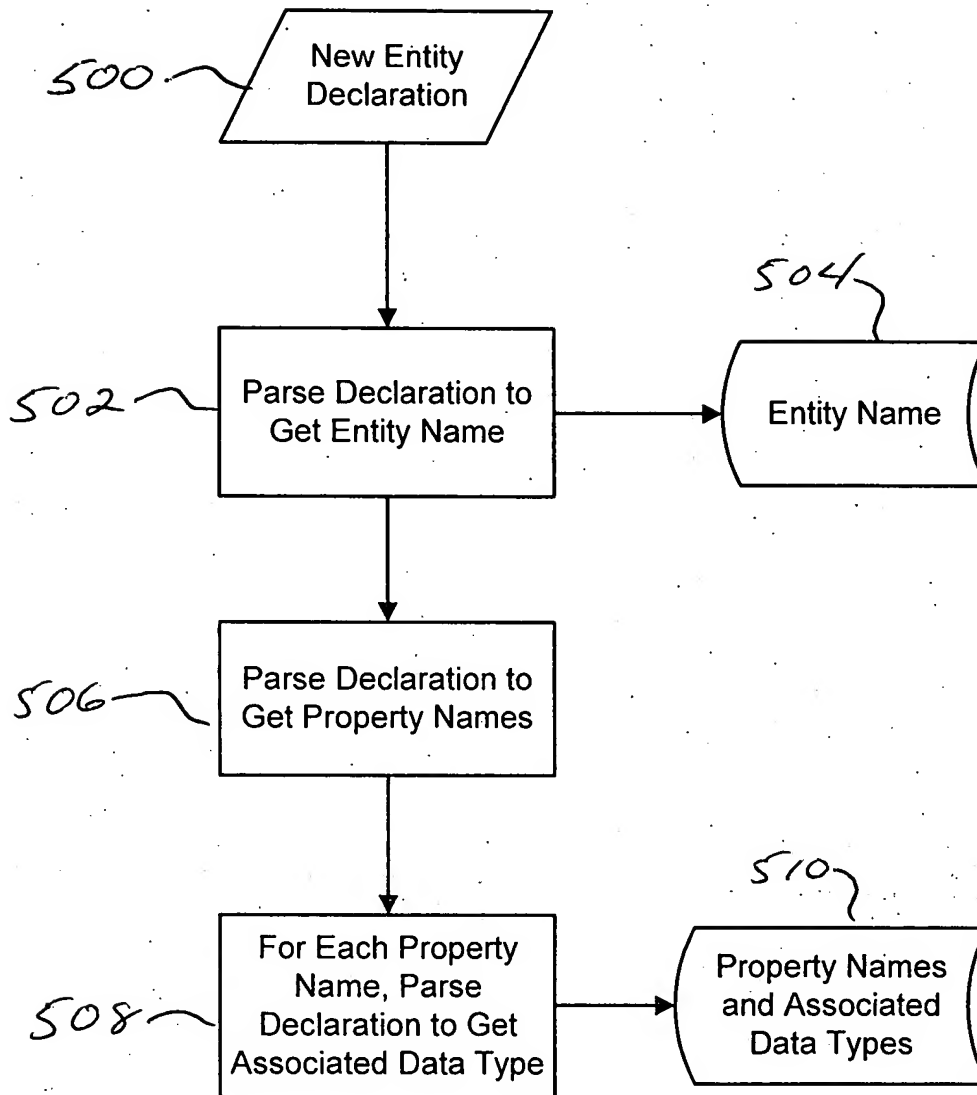 500
New Entity
Declaration
504
502
Parse Declaration to
Get Entity Name
Entity Name
506
Parse Declaration to
Get Property Names
510
508
For Each Property
Name, Parse
Declaration to Get
Associated Data Type
Property Names
and Associated
Data Types